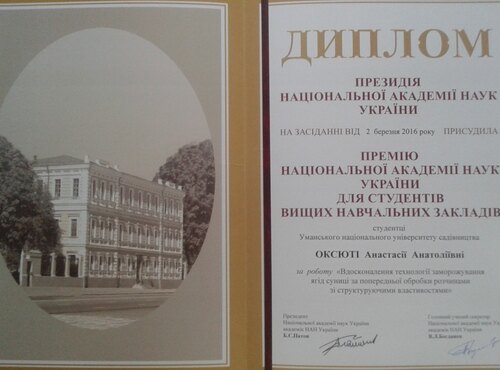 ДИПЛОМ
ПРЕЗИДІЯ
НАЦІОНАЛЬНОЇ АКАДЕМІЇ НАУК
УКРАЇНИ
НА ЗАСІДАННІ ВІД 2 березня 2016 року ПРИСУДИЛА
ПРЕМІЮ
НАЦІОНАЛЬНОЇ АКАДЕМІЇ НАУК
УКРАЇНИ
ДЛЯ СТУДЕНТІВ
ВИЩИХ НАВЧАЛЬНИХ ЗАКЛАДІВ
студентці
Уманського національного університету садівництва
ОКСЮТІ Анастасії Анатоліївні
за роботу «Вдосконалення технології заморожування
ягід суниці за попередньої обробки розчинами
зі структуруючими властивостями»
Президент
Національної академії наук України
академік НАН України
Б.Є.Патон
Головний учений секретар
Національної академії наук України
академік НАН України
В.Л.Богданов